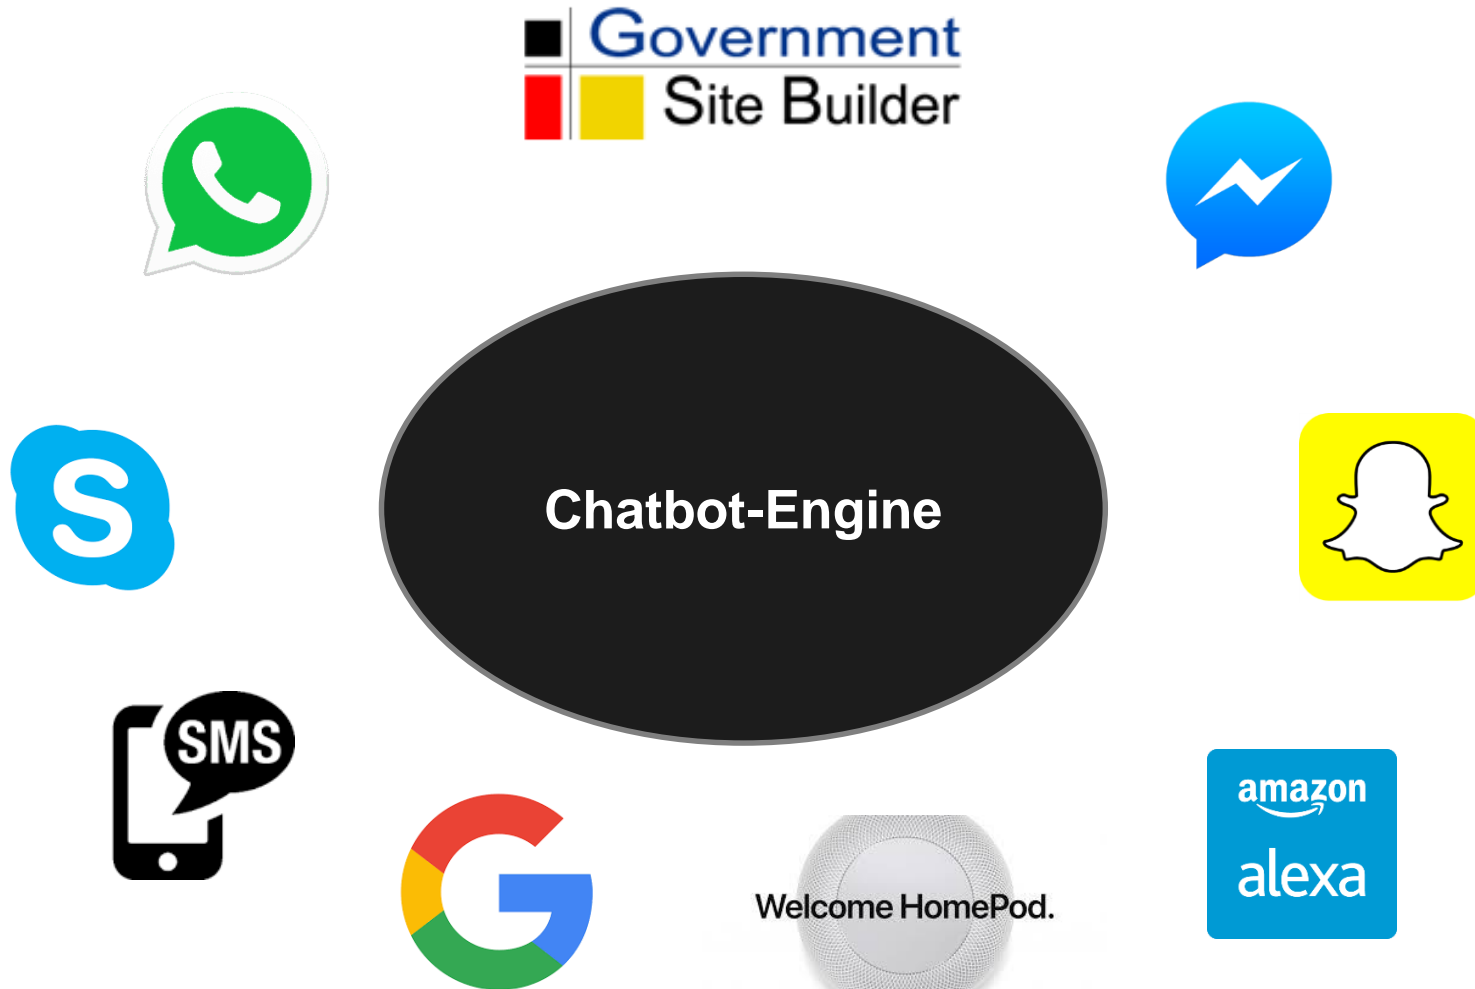 Government
Site Builder
S
Chatbot-Engine
SMS
G
Welcome HomePod.
amazon
alexa